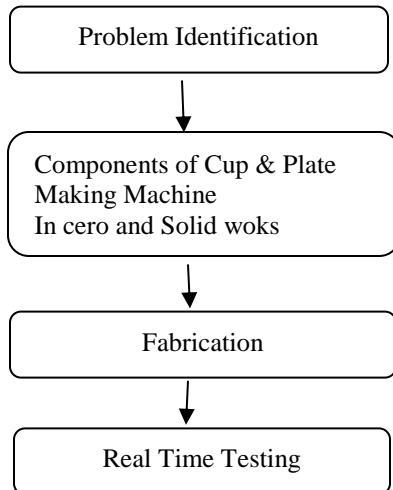 Problem Identification
Components of Cup & Plate
Making Machine
In cero and Solid woks
Fabrication
Real Time Testing